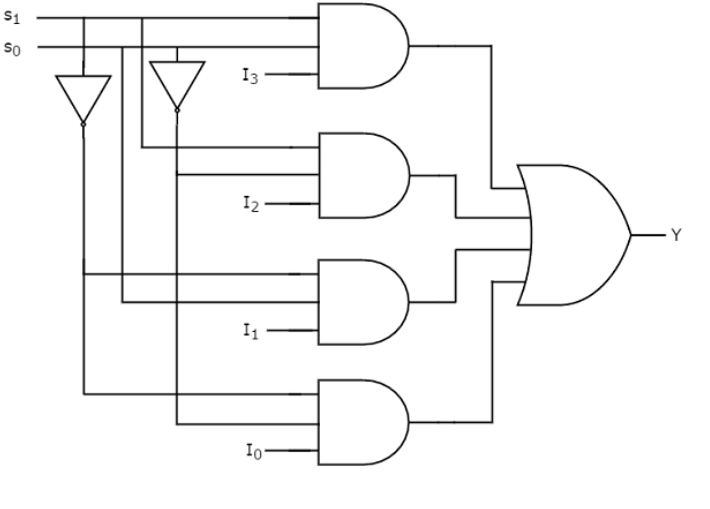 s₁
s₀
I₃
I₂
Y
I₁
I₀